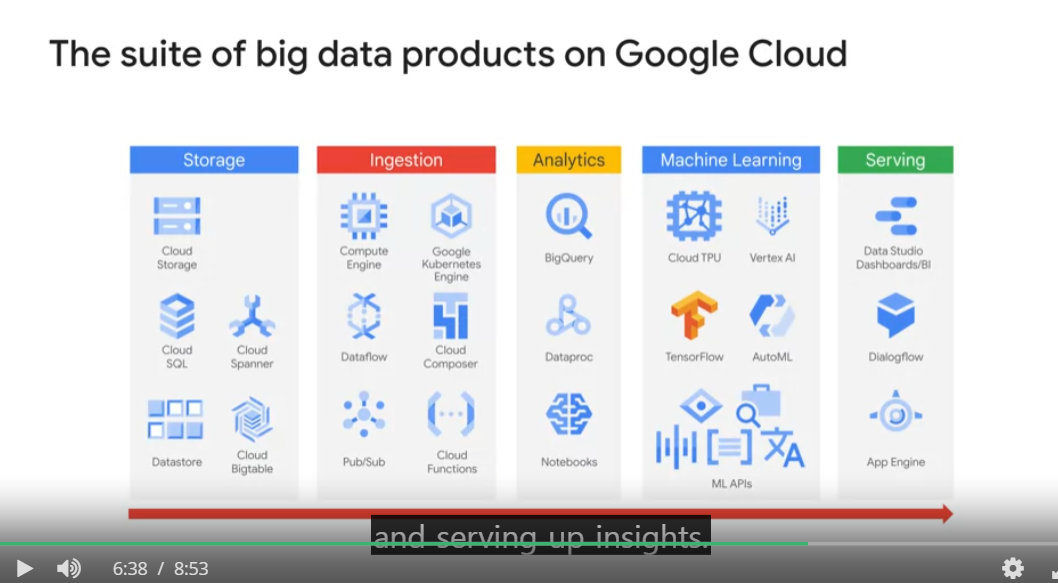 The suite of big data products on Google Cloud
Storage
Cloud
Storage
Cloud
SQL
Cloud
Spanner
Datastore
Cloud
Bigtable
Ingestion
Compute
Engine
Google
Kubernetes
Engine
Dataflow
Cloud
Composer
Pub/Sub
Cloud
Functions
Analytics
BigQuery
Dataproc
Notebooks
Machine Learning
Cloud TPU
Vertex AI
TensorFlow
AutoML
文A
ML APIs
Serving
Data Studio
Dashboards/BI
Dialogflow
App Engine
and serving up insights.
6:38 / 8:53